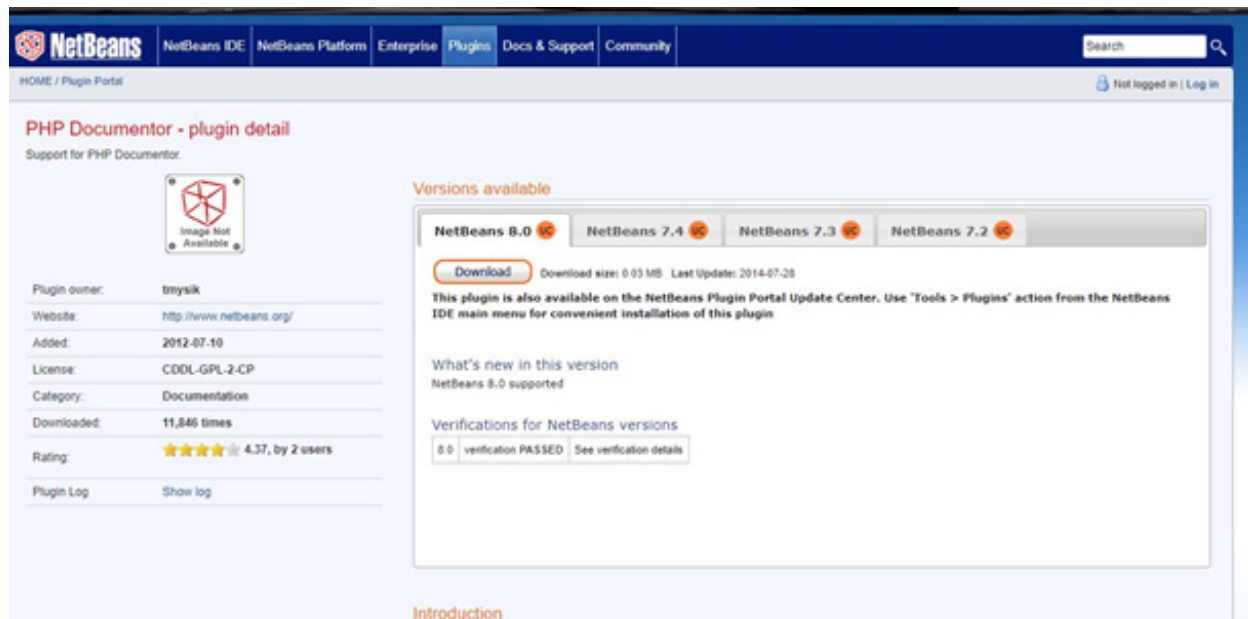 NetBeans
NetBeans IDE NetBeans Platform Enterprise Plugins Docs & Support Community
Search
HOME / Plugin Portal
Not logged in | Log in
PHP Documentor - plugin detail
Support for PHP Documentor.
Image Not
Available
Plugin owner: tmysik
Website: http://www.netbeans.org/
Added: 2012-07-10
License: CDDL-GPL-2-CP
Category: Documentation
Downloaded: 11,846 times
Rating: 4.37, by 2 users
Plugin Log Show log
Versions available
NetBeans 8.0 UC NetBeans 7.4 UC NetBeans 7.3 UC NetBeans 7.2 UC
Download Download size: 0.03 MB Last Update: 2014-07-28
This plugin is also available on the NetBeans Plugin Portal Update Center. Use 'Tools > Plugins' action from the NetBeans
IDE main menu for convenient installation of this plugin
What's new in this version
NetBeans 8.0 supported
Verifications for NetBeans versions
8.0 verification PASSED See verification details
Introduction